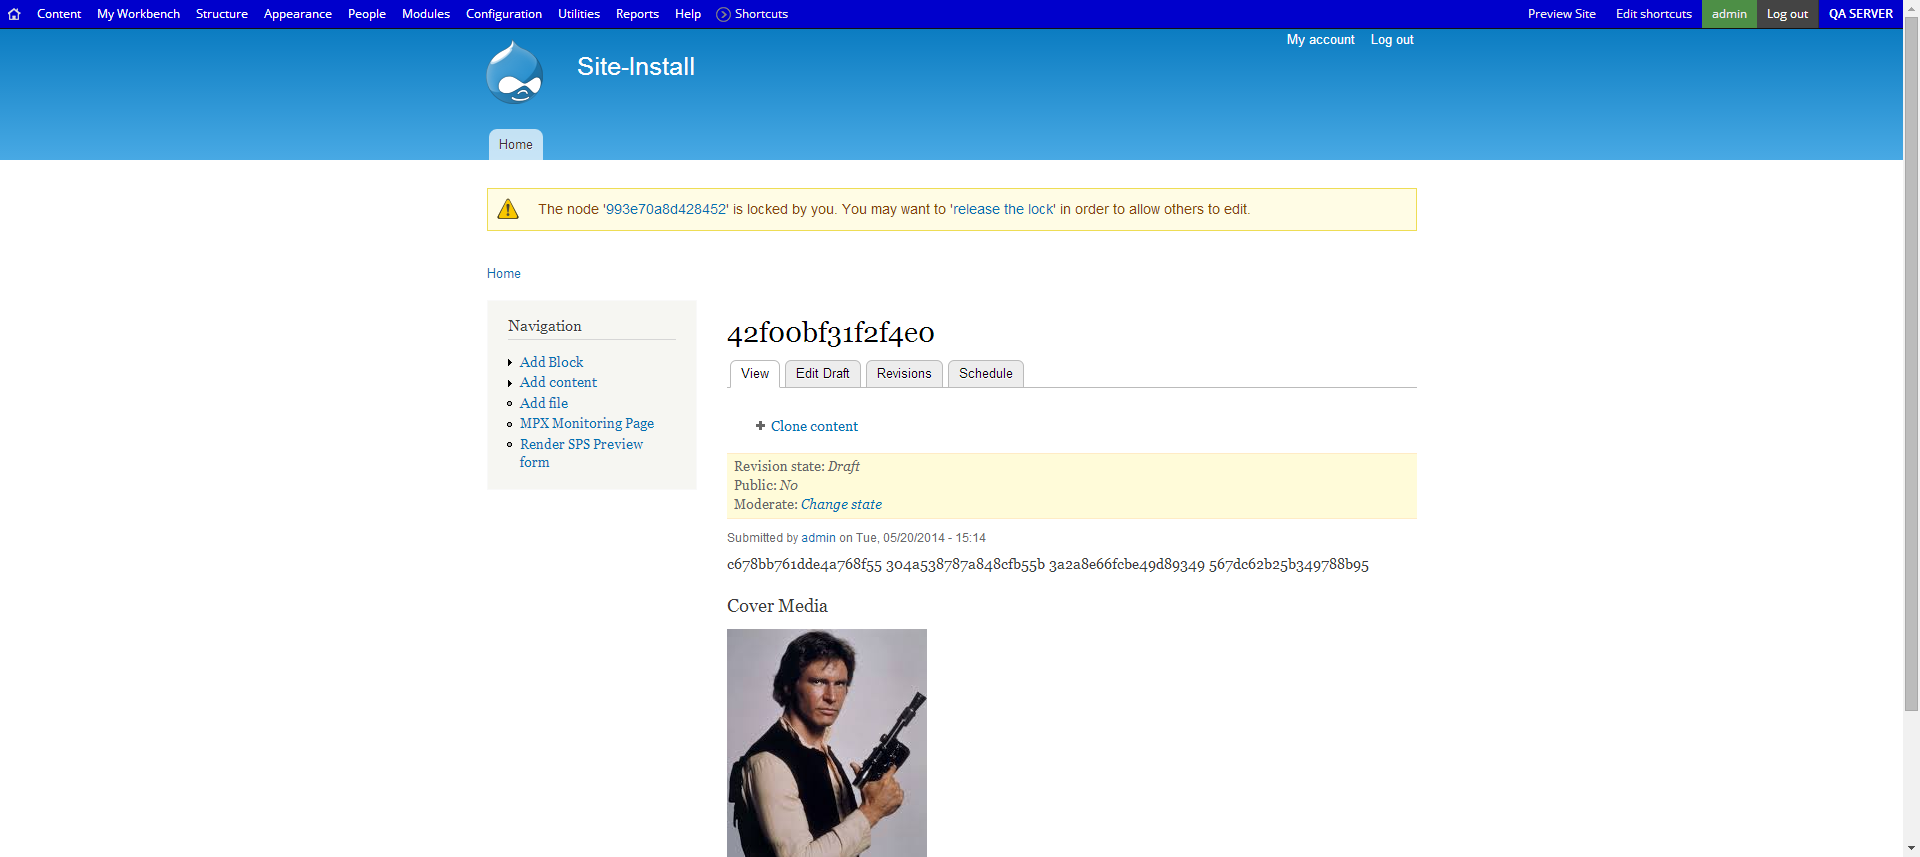 Content My Workbench Structure Appearance People Modules Configuration Utilities Reports Help Shortcuts Preview Site Edit shortcuts admin Log out QA SERVER
My account Log out
Site-Install
Home
The node '993e70a8d428452' is locked by you. You may want to 'release the lock' in order to allow others to edit.
Home
Navigation
Add Block
Add content
Add file
MPX Monitoring Page
Render SPS Preview
form
42f00bf31f2f4e0
View Edit Draft Revisions Schedule
Clone content
Revision state: Draft
Public: No
Moderate: Change state
Submitted by admin on Tue, 05/20/2014 - 15:14
c678bb761dde4a768f55 304a538787a848cfb55b 3a2a8e66fcbe49d89349 567dc62b25b349788b95
Cover Media